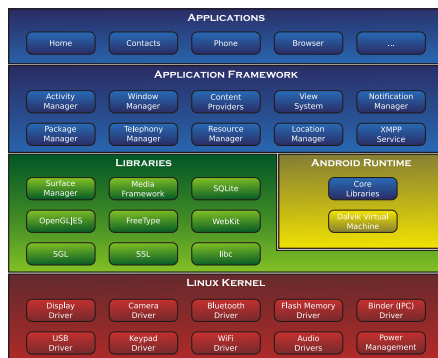 APPLICATIONS
Home
Contacts
Phone
Browser
...
APPLICATION FRAMEWORK
Activity
Manager
Window
Manager
Content
Providers
View
System
Notification
Manager
Package
Manager
Telephony
Manager
Resource
Manager
Location
Manager
XMPP
Service
LIBRARIES
Surface
Manager
Media
Framework
SQLite
OpenGL|ES
FreeType
WebKit
SGL
SSL
libc
ANDROID RUNTIME
Core
Libraries
Dalvik Virtual
Machine
LINUX KERNEL
Display
Driver
Camera
Driver
Bluetooth
Driver
Flash Memory
Driver
Binder (IPC)
Driver
USB
Driver
Keypad
Driver
WiFi
Driver
Audio
Drivers
Power
Management